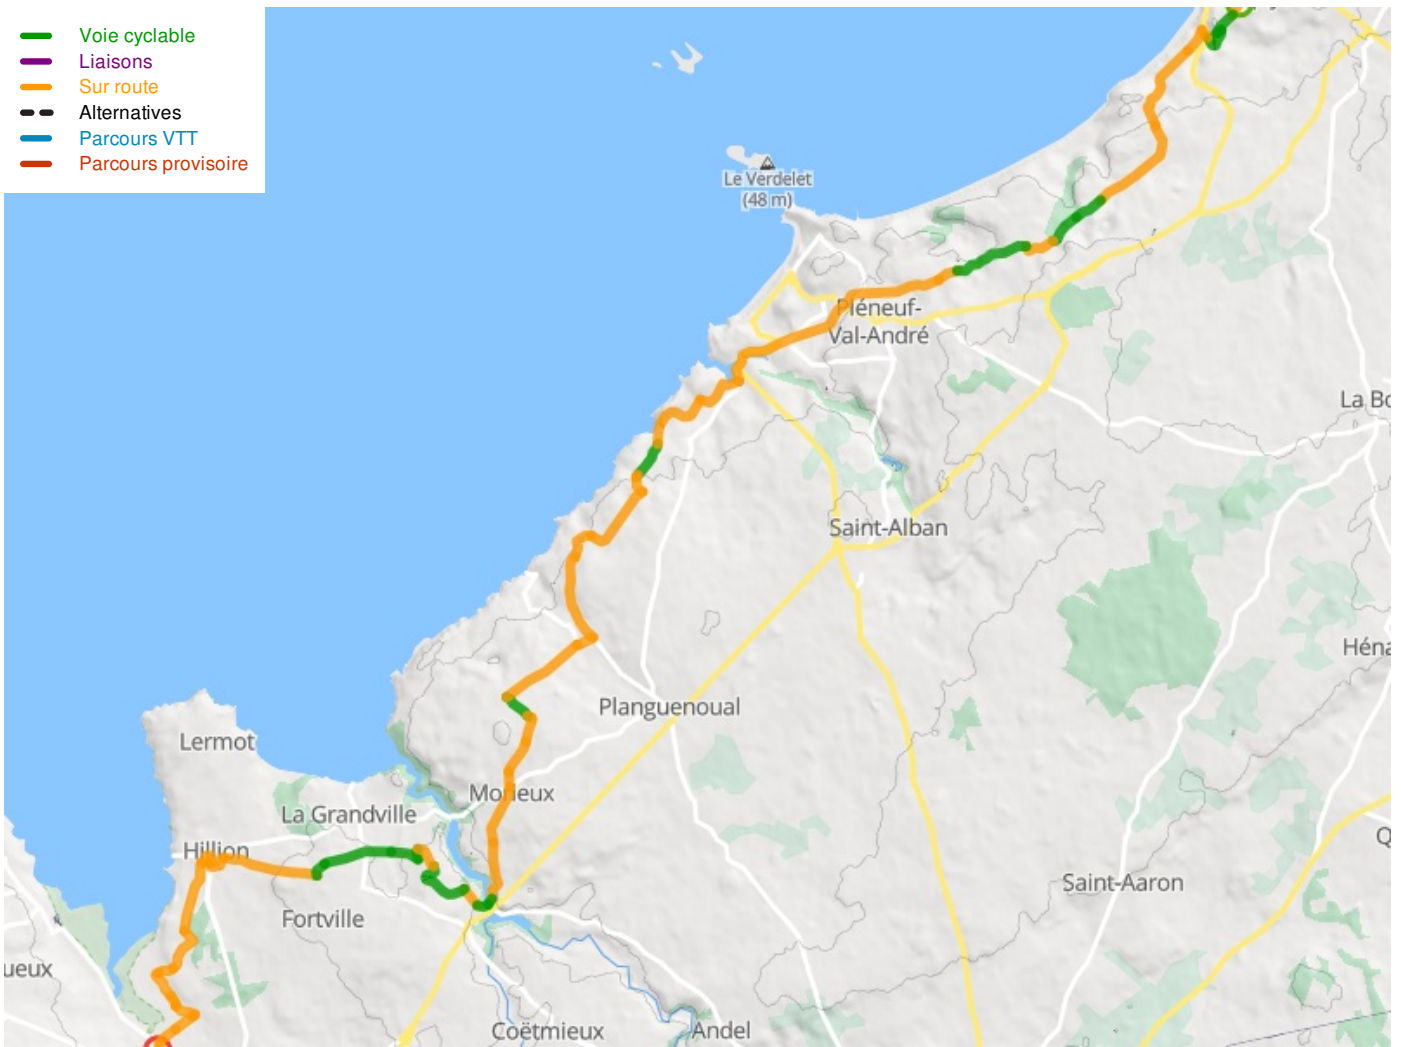 Voie cyclable
Liaisons
Sur route
Alternatives
Parcours VTT
Parcours provisoire
Le Verdelet
(48 m)
Pléneuf-
Val-André
La Bo
Saint-Alban
Héna
Planguenoual
Lermot
Morieux
La Grandville
Hillion
Q
Saint-Aaron
Fortville
ueux
Coëtmieux
Andel